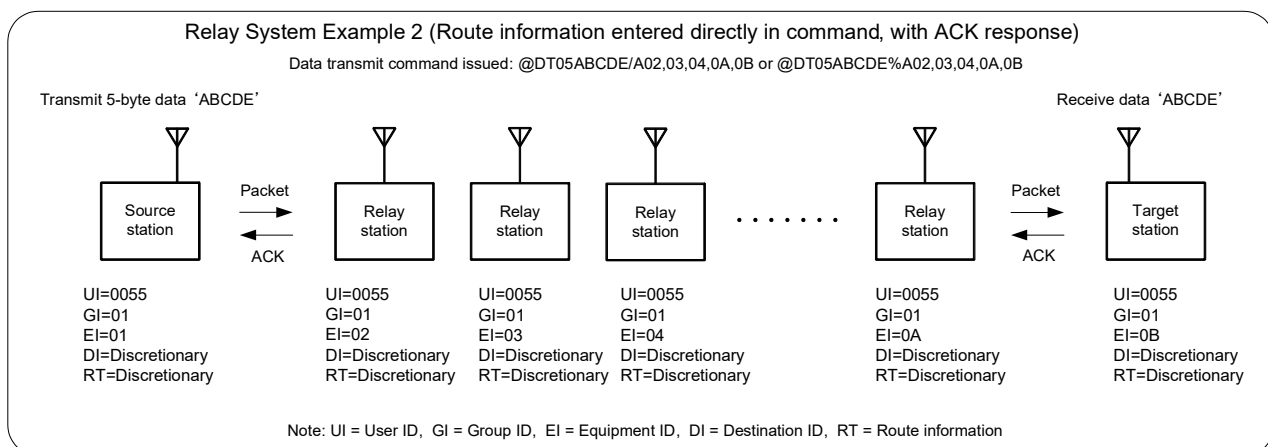 Relay System Example 2 (Route information entered directly in command, with ACK response)
Data transmit command issued: @DT05ABCDE/A02,03,04,0A,0B or @DT05ABCDE%A02,03,04,0A,0B
Transmit 5-byte data ‘ABCDE’
Receive data ‘ABCDE’
Source
station
Packet
ACK
Relay
station
Relay
station
Relay
station
. . . . . . .
Relay
station
Packet
ACK
Target
station
UI=0055
GI=01
EI=01
DI=Discretionary
RT=Discretionary
UI=0055
GI=01
EI=02
DI=Discretionary
RT=Discretionary
UI=0055
GI=01
EI=03
DI=Discretionary
RT=Discretionary
UI=0055
GI=01
EI=04
DI=Discretionary
RT=Discretionary
UI=0055
GI=01
EI=0A
DI=Discretionary
RT=Discretionary
UI=0055
GI=01
EI=0B
DI=Discretionary
RT=Discretionary
Note: UI = User ID, GI = Group ID, EI = Equipment ID, DI = Destination ID, RT = Route information